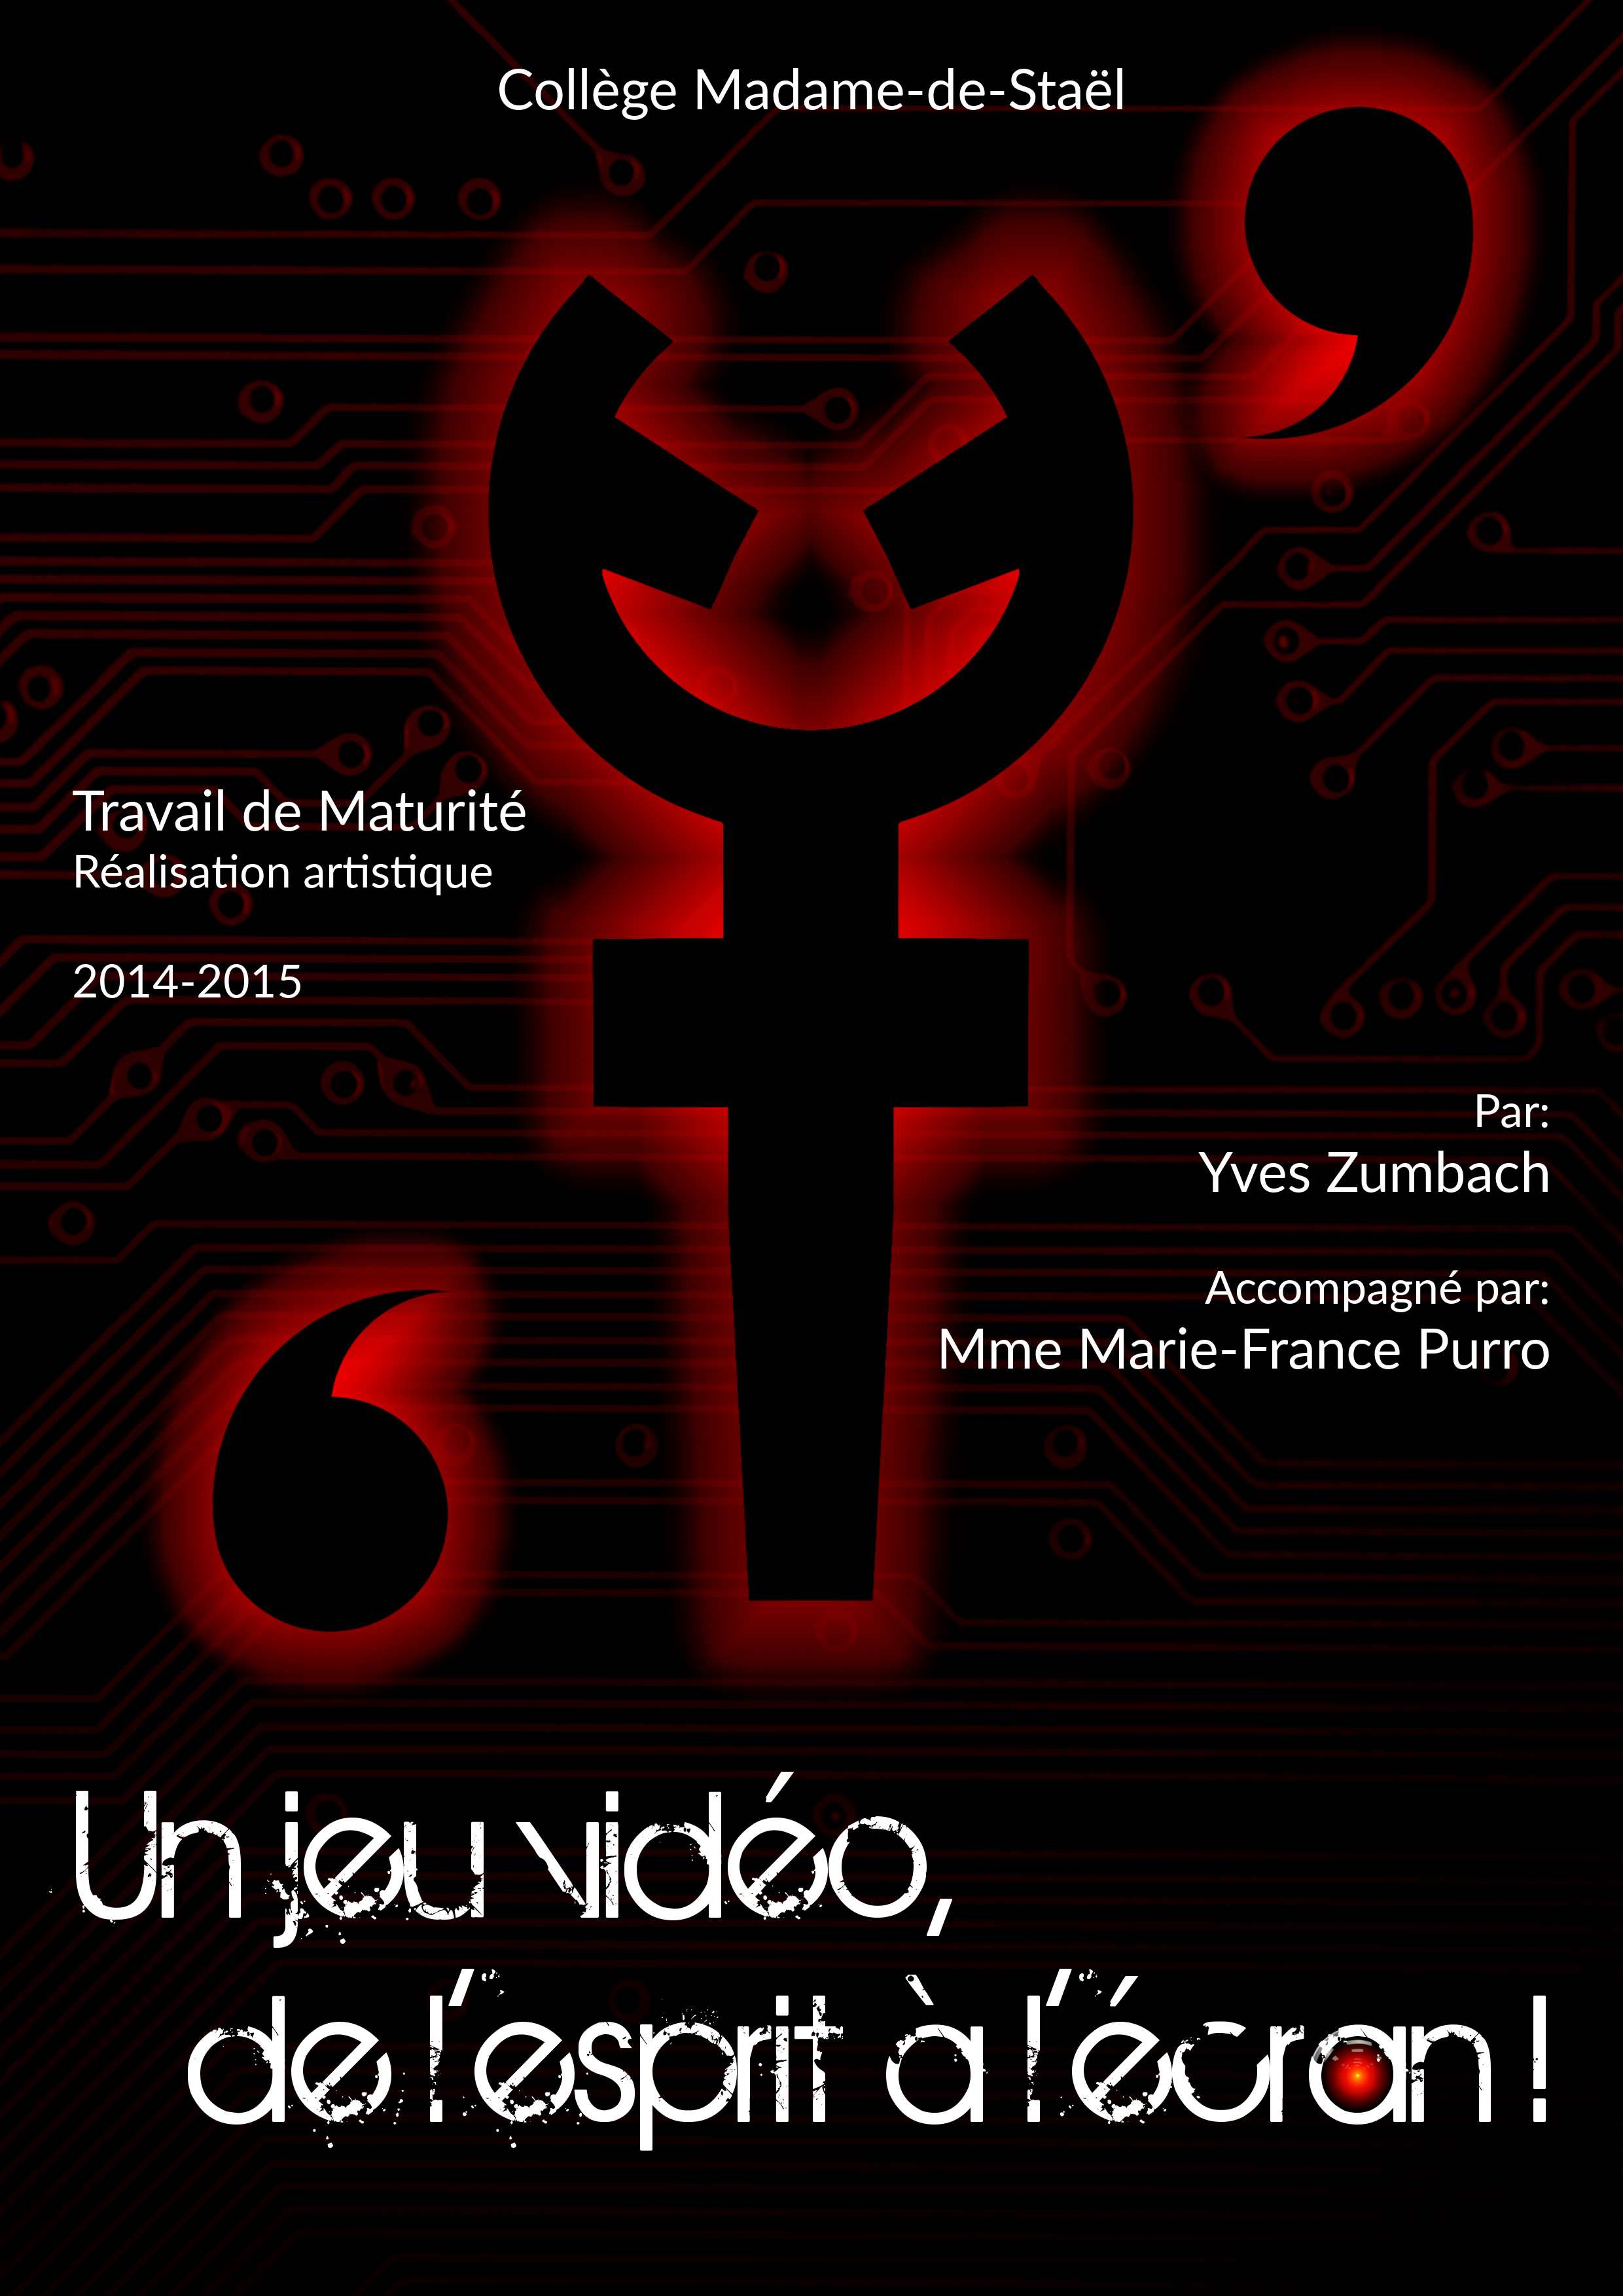 Collège Madame-de-Staël
Travail de Maturité
Réalisation artistique
2014-2015
Par:
Yves Zumbach
Accompagné par:
Mme Marie-France Purro
Un jeu vidéo,
de l'esprit à l'écran !